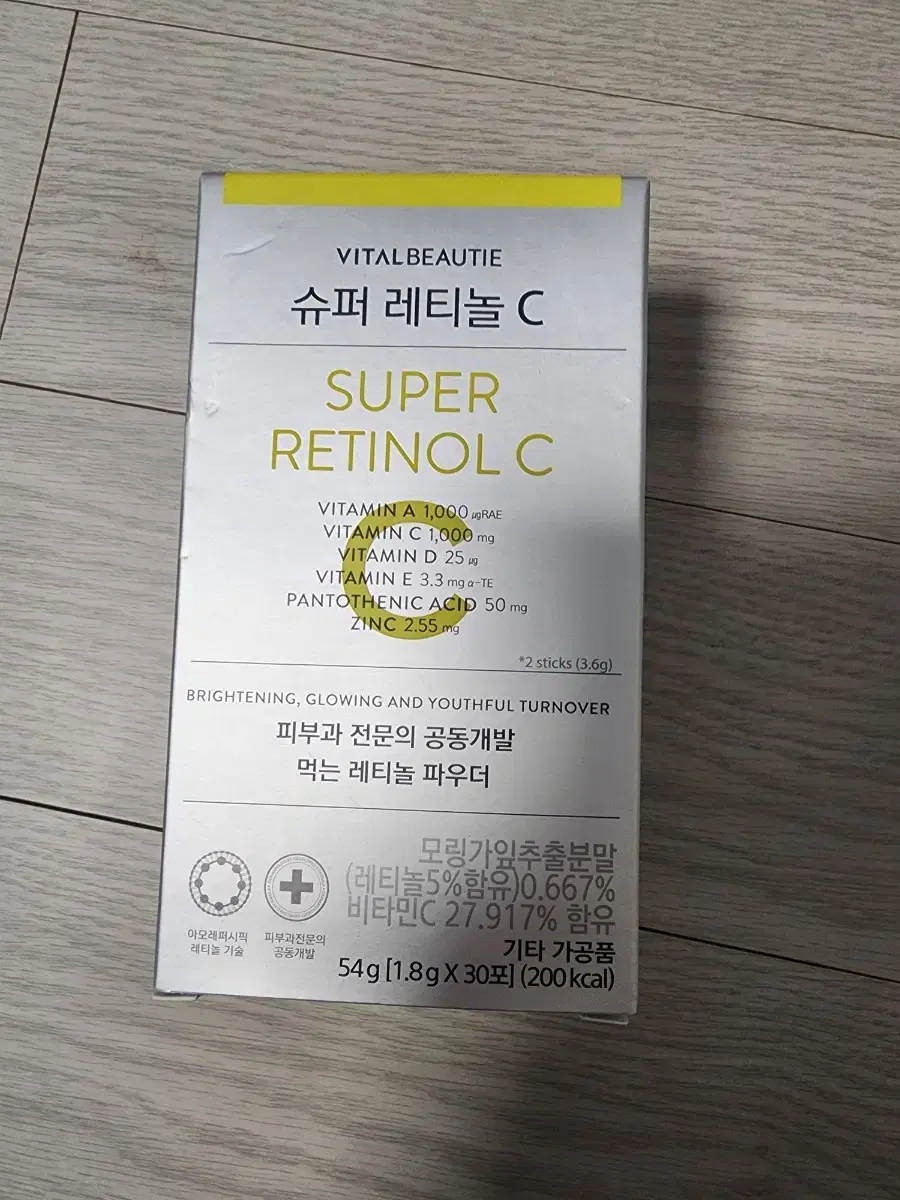 VITALBEAUTIE
슈퍼 레티놀 C
SUPER
RETINOL C
C
VITAMIN A 1,000 µgRAE
VITAMIN C 1,000 mg
VITAMIN D 25 µg
VITAMIN E 3.3 mg α-TE
PANTOTHENIC ACID 50 mg
ZINC 2.55 mg
*2 sticks (3.6g)
BRIGHTENING, GLOWING AND YOUTHFUL TURNOVER
피부과 전문의 공동개발
먹는 레티놀 파우더
모링가잎추출분말
(레티놀5%함유)0.667%
비타민C 27.917% 함유
아모레퍼시픽
레티놀 기술
피부과전문의
공동개발
기타 가공품
54g [1.8g X 30포] (200 kcal)